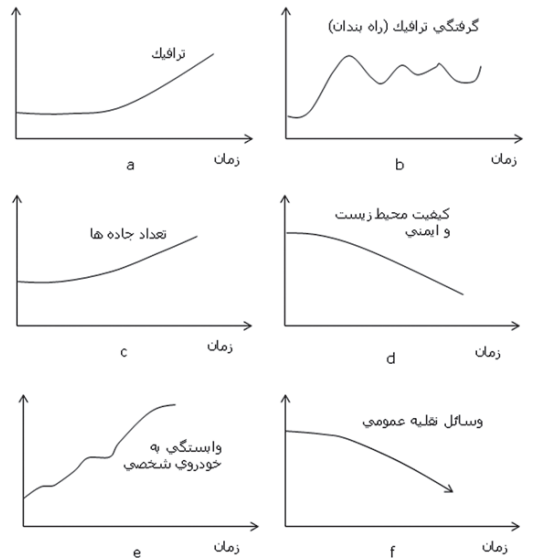 ترافيك
زمان
a
گرفتگي ترافيك (راه بندان)
زمان
b
تعداد جاده ها
زمان
c
كيفيت محيط زيست
و ايمني
زمان
d
وابستگي به
خودروي شخصي
زمان
e
وسائل نقليه عمومي
زمان
f